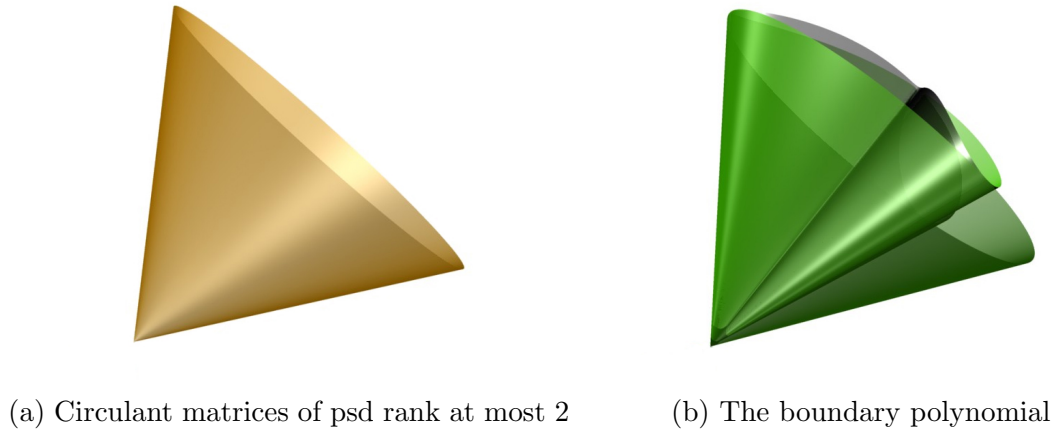 (a) Circulant matrices of psd rank at most 2
(b) The boundary polynomial